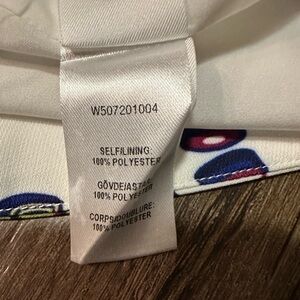 W507201004
SELF/LINING:
100% POLYESTER
GÖVDE/ASTAR:
100% POLYESTER
CORPS/DOUBLURE:
100% POLYESTER